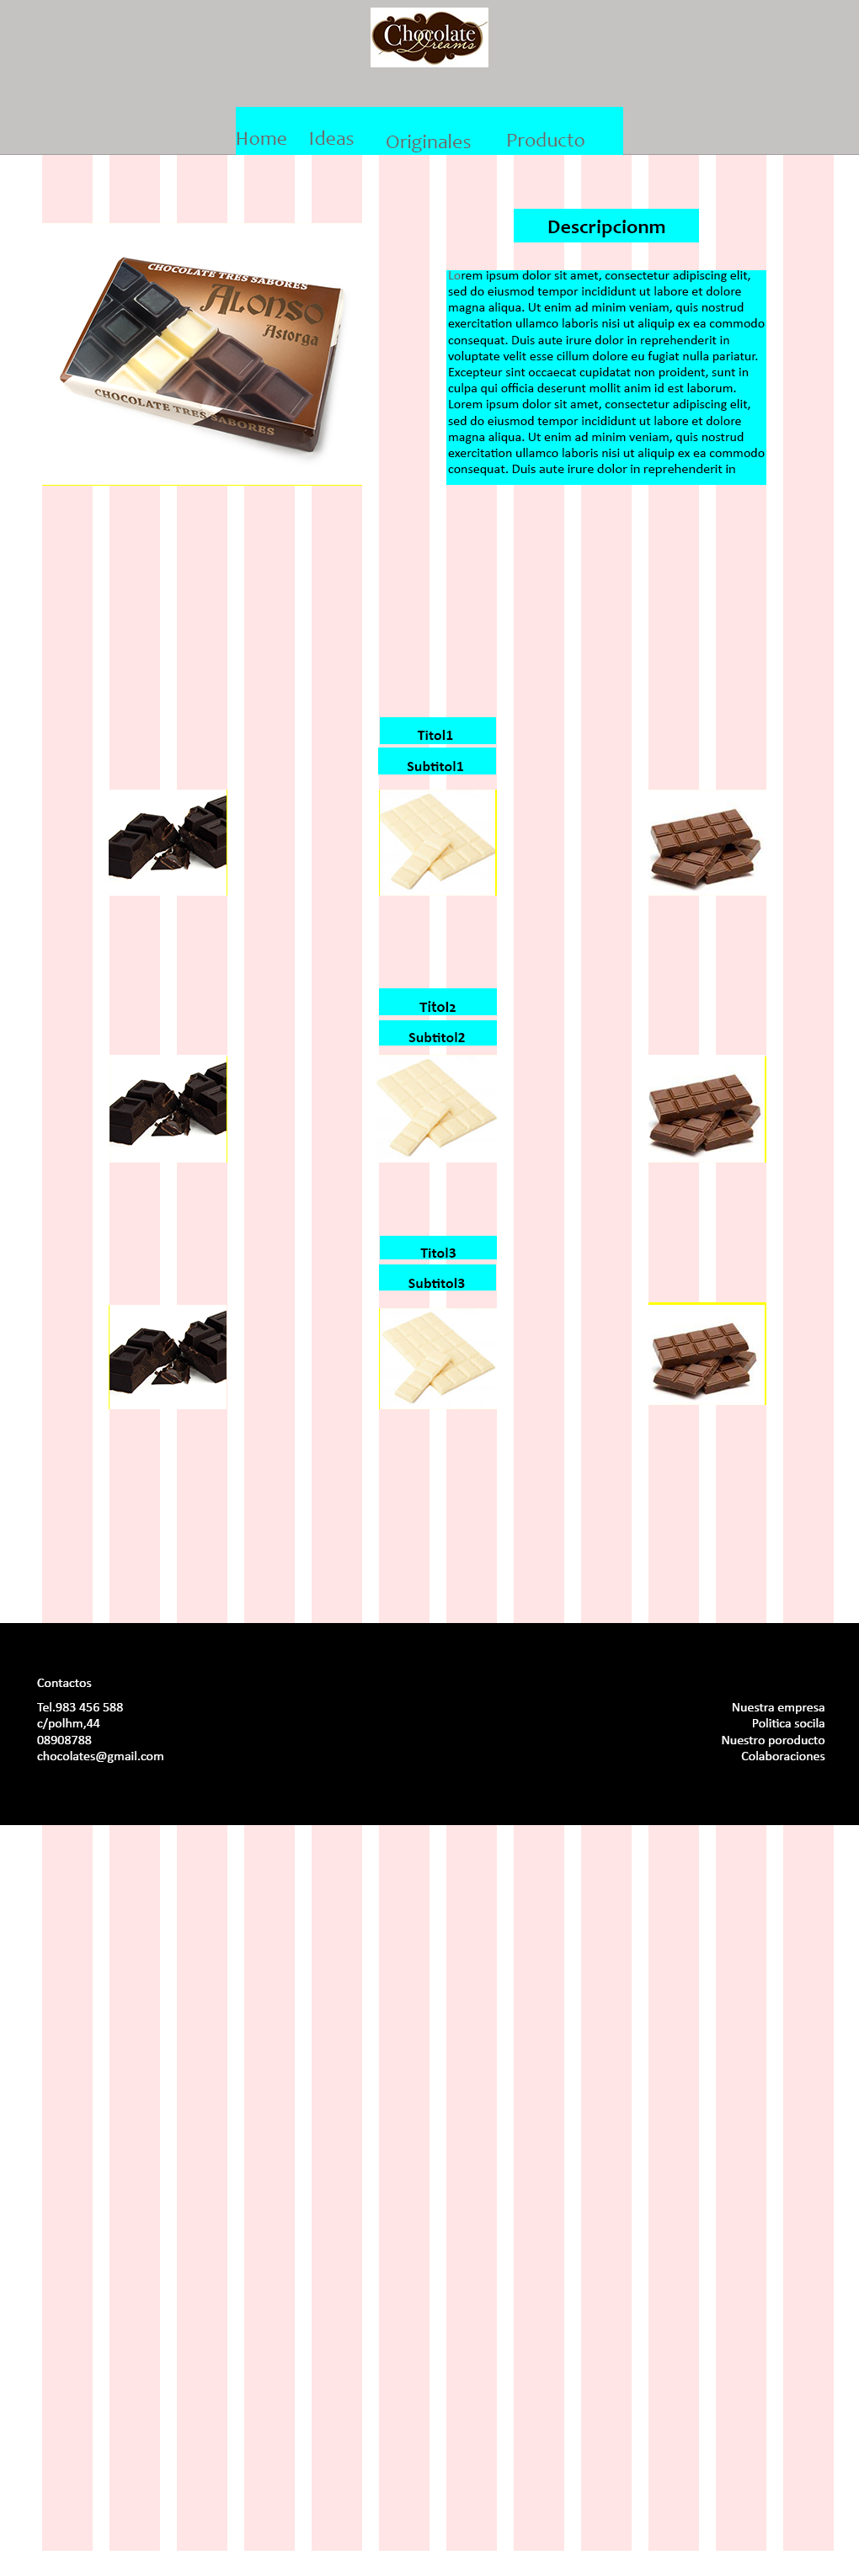 Chocolate
Dreams
Home Ideas Originales Producto
CHOCOLATE TRES SABORES
ALONSO
Astorga
CHOCOLATE TRES SABORES
Descripcionm
Lorem ipsum dolor sit amet, consectetur adipiscing elit,
sed do eiusmod tempor incididunt ut labore et dolore
magna aliqua. Ut enim ad minim veniam, quis nostrud
exercitation ullamco laboris nisi ut aliquip ex ea commodo
consequat. Duis aute irure dolor in reprehenderit in
voluptate velit esse cillum dolore eu fugiat nulla pariatur.
Excepteur sint occaecat cupidatat non proident, sunt in
culpa qui officia deserunt mollit anim id est laborum.
Lorem ipsum dolor sit amet, consectetur adipiscing elit,
sed do eiusmod tempor incididunt ut labore et dolore
magna aliqua. Ut enim ad minim veniam, quis nostrud
exercitation ullamco laboris nisi ut aliquip ex ea commodo
consequat. Duis aute irure dolor in reprehenderit in
Titol1
Subtitol1
Titol2
Subtitol2
Titol3
Subtitol3
Contactos
Tel.983 456 588
c/polhm,44
08908788
chocolates@gmail.com
Nuestra empresa
Politica socila
Nuestro poroducto
Colaboraciones